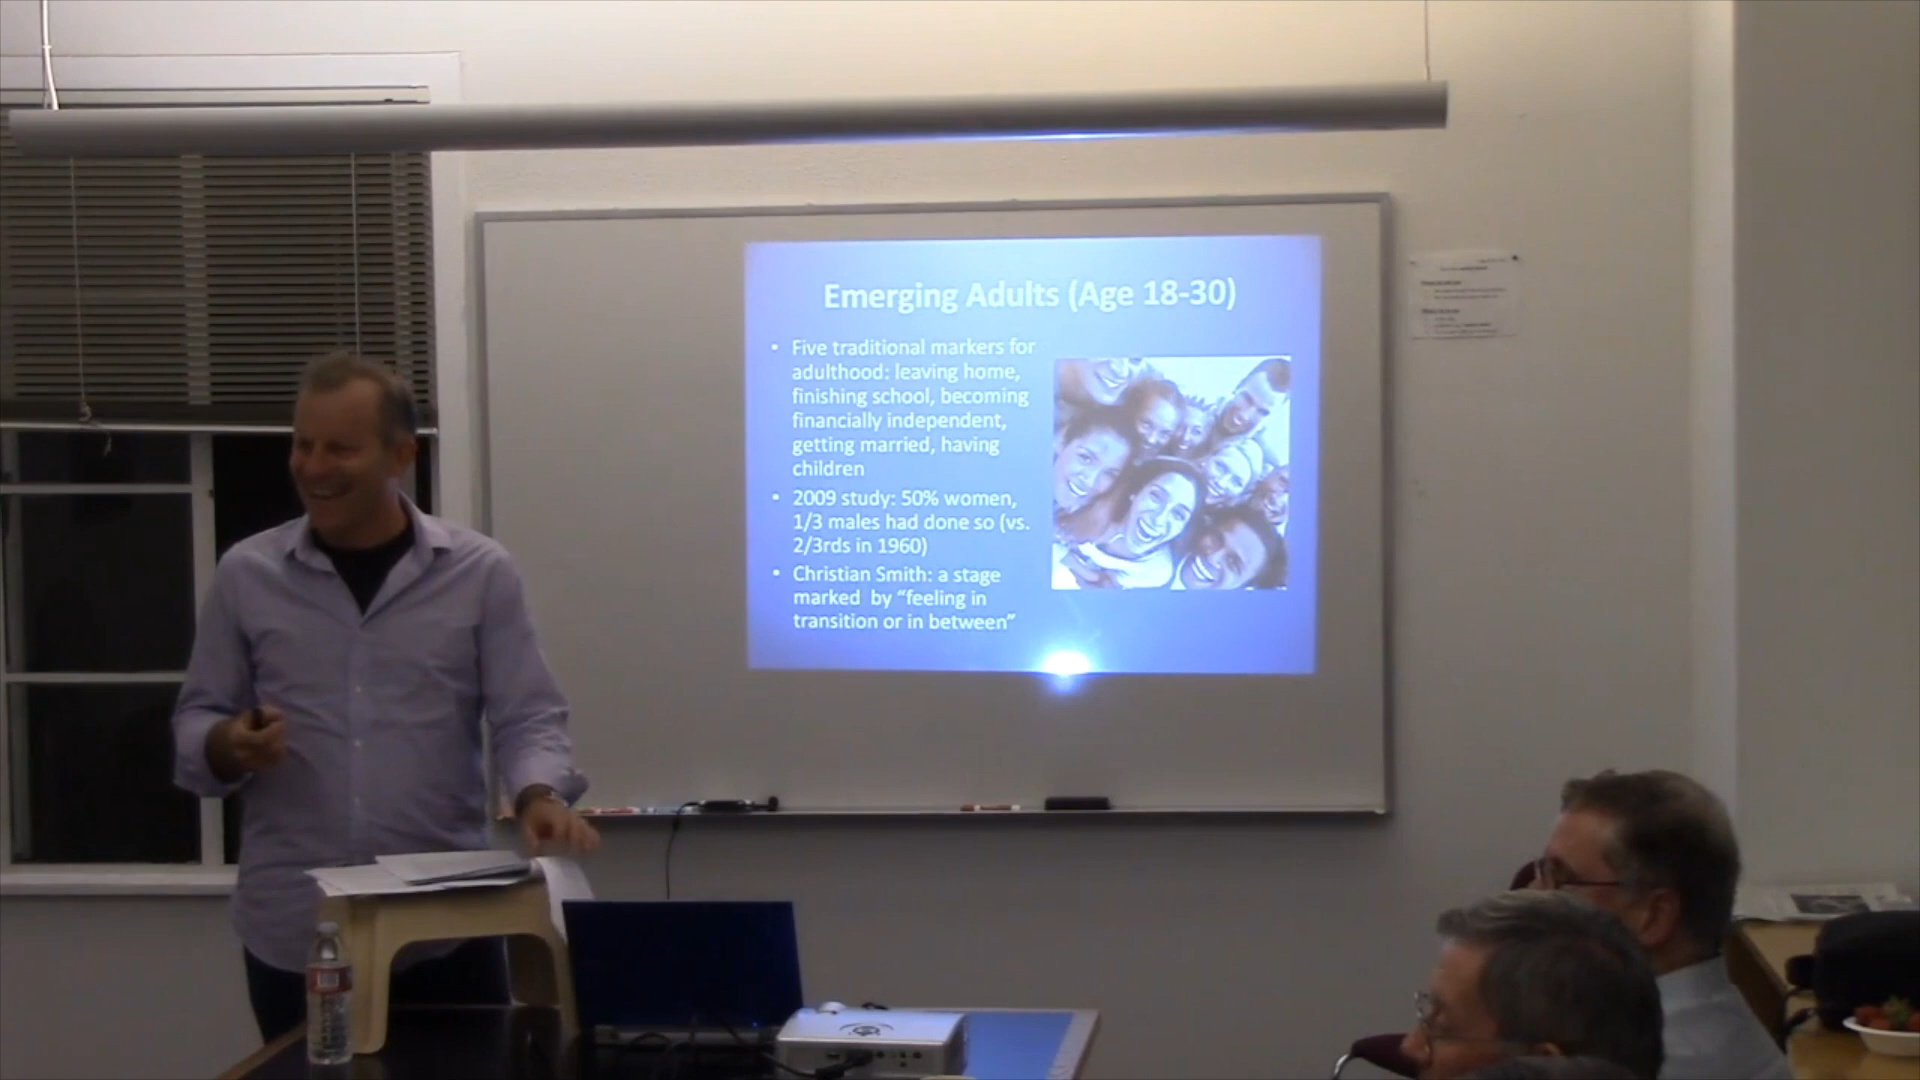 Emerging Adults (Age 18-30)
• Five traditional markers for
adulthood: leaving home,
finishing school, becoming
financially independent,
getting married, having
children
• 2009 study: 50% women,
1/3 males had done so (vs.
2/3rds in 1960)
• Christian Smith: a stage
marked  by “feeling in
transition or in between”